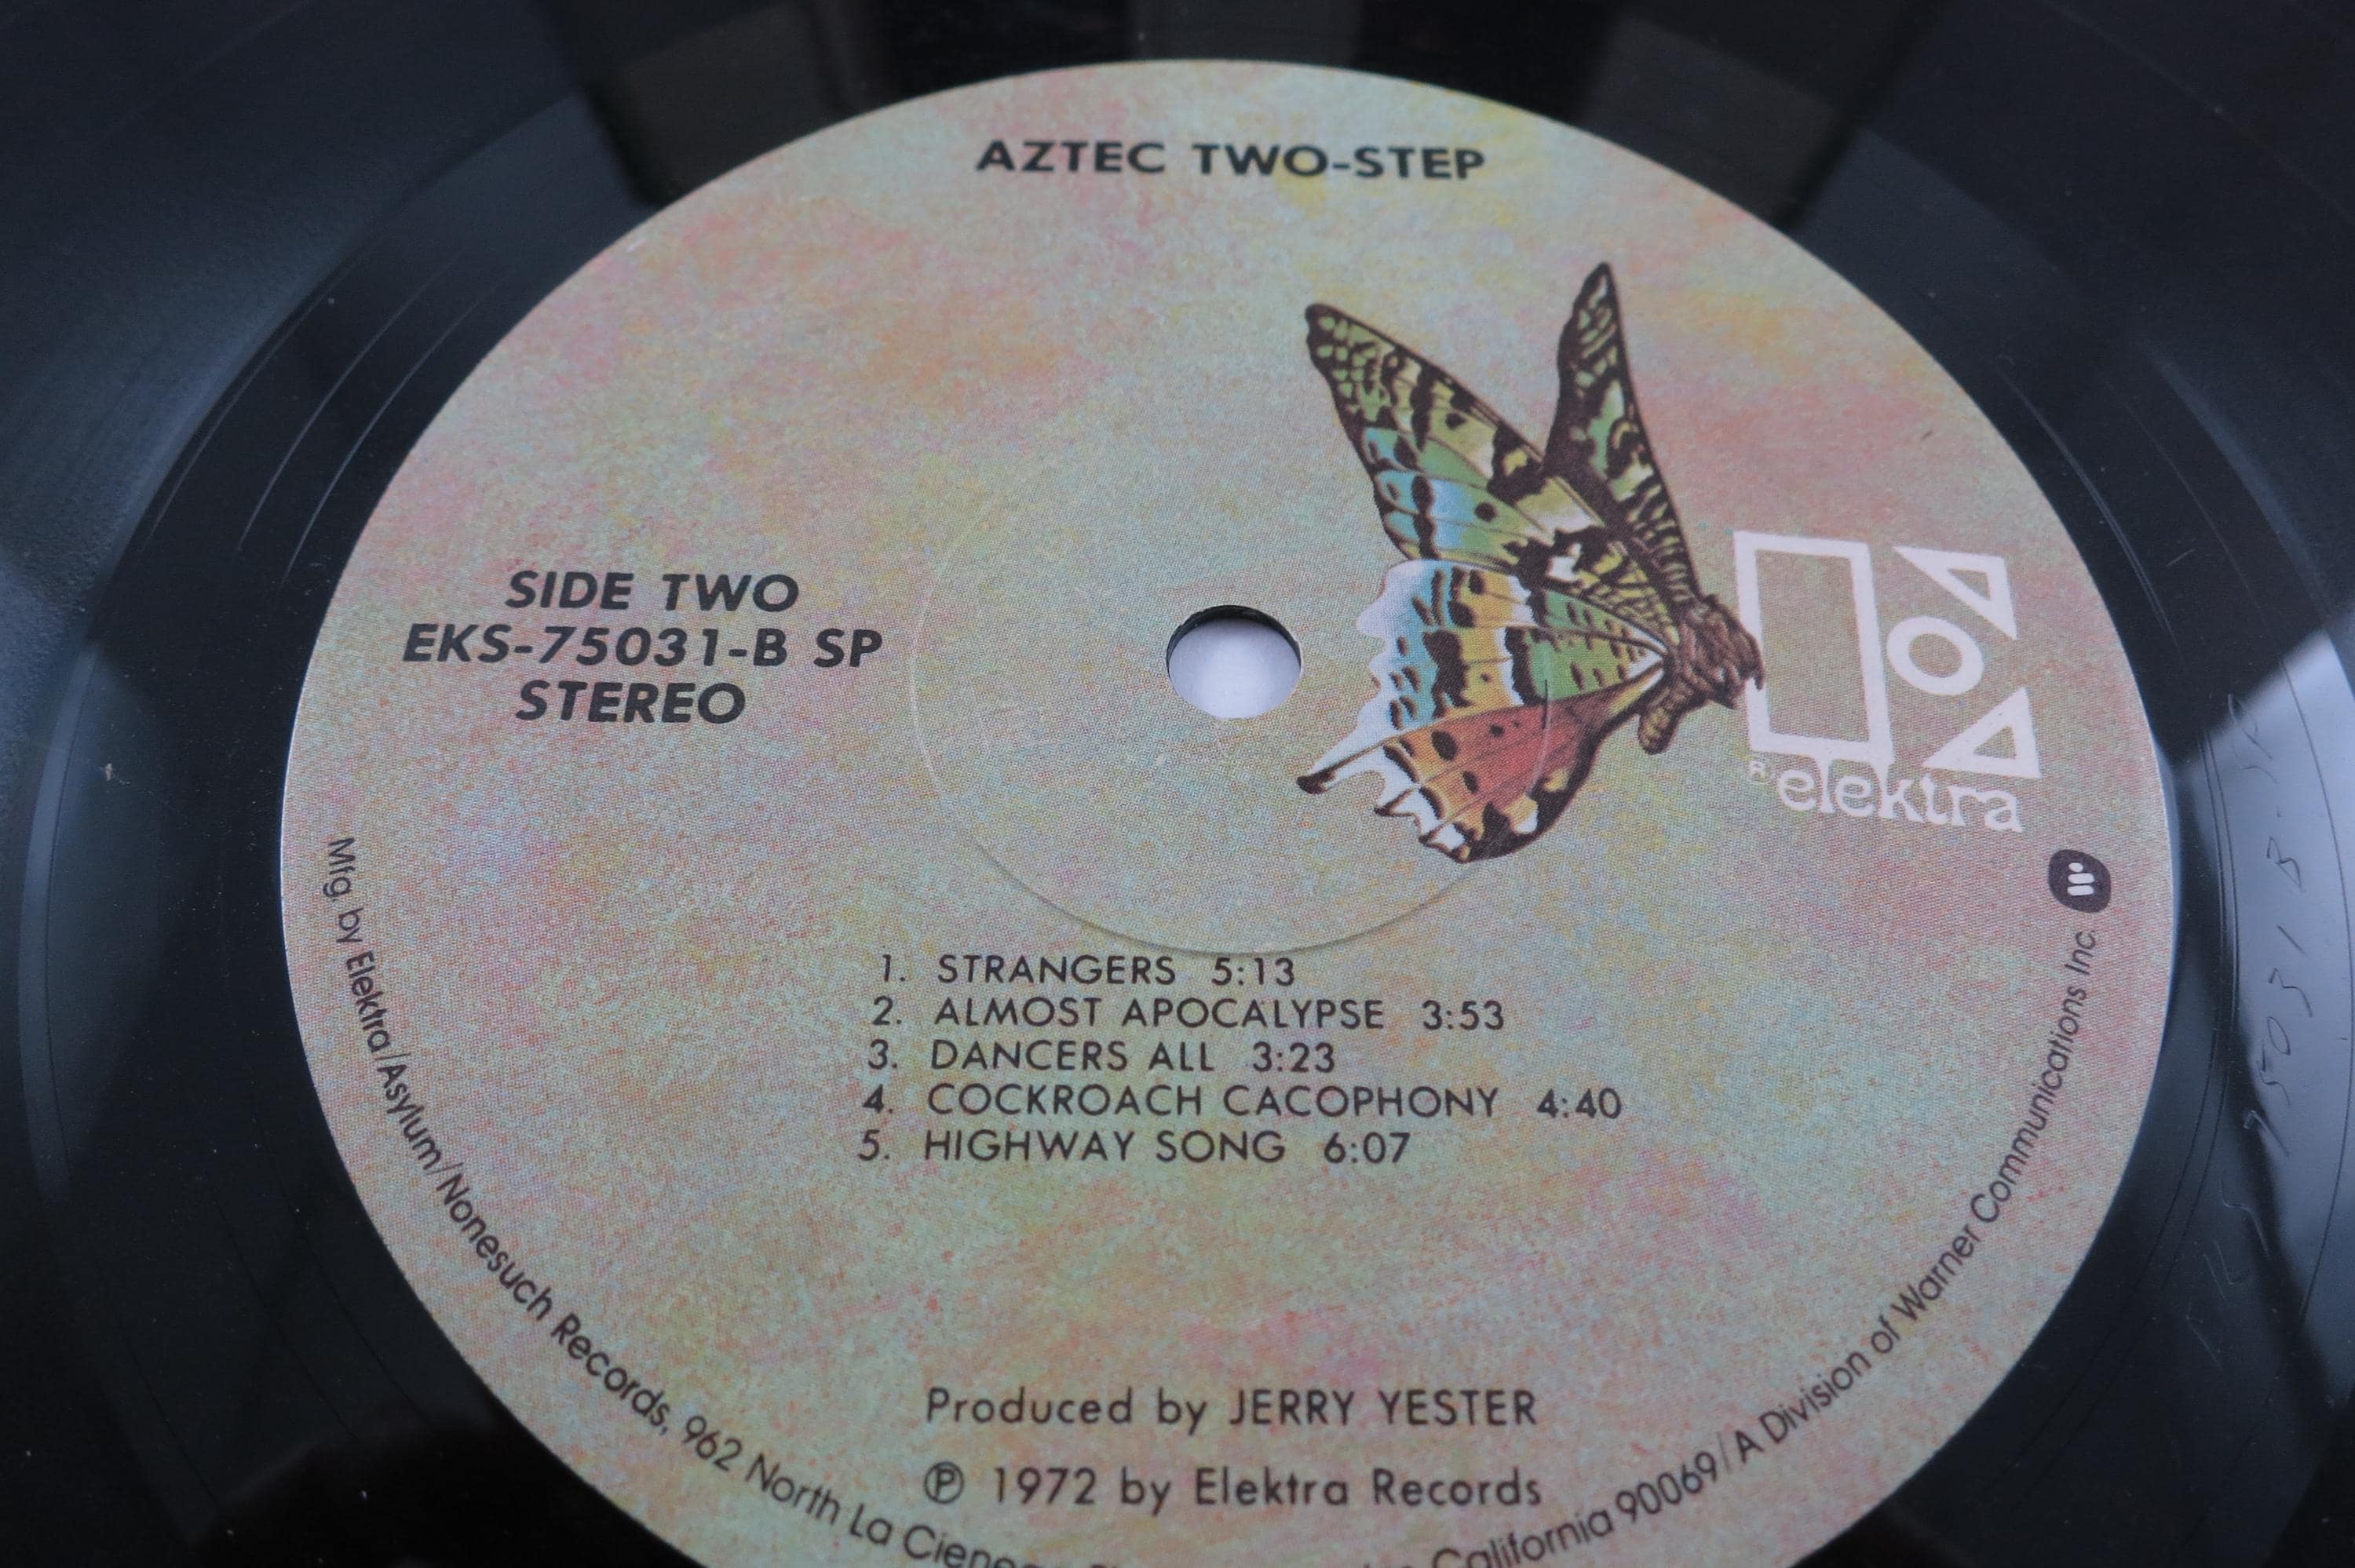 AZTEC TWO-STEP
SIDE TWO
EKS-75031-B SP
STEREO
® elektra
1. STRANGERS 5:13
2. ALMOST APOCALYPSE 3:53
3. DANCERS ALL 3:23
4. COCKROACH CACOPHONY 4:40
5. HIGHWAY SONG 6:07
Produced by JERRY YESTER
℗ 1972 by Elektra Records
Mfg. by Elektra/Asylum/Nonesuch Records, 962 North La California 90069/A Division of Warner Communications Inc.